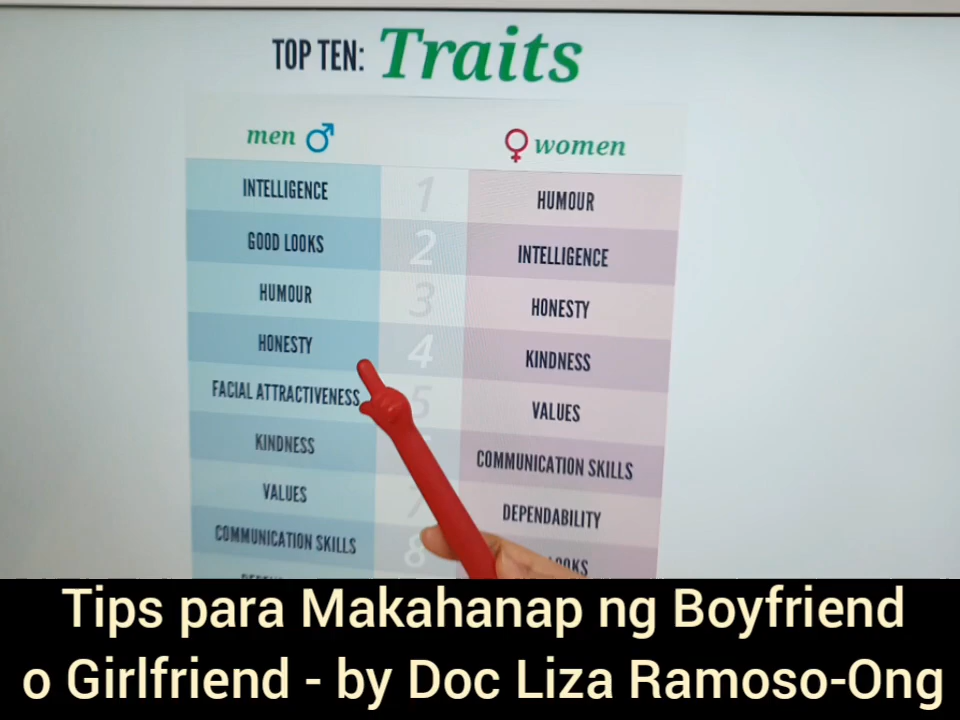 TOP TEN: Traits
men ♂ ♀ women
INTELLIGENCE 1 HUMOUR
GOOD LOOKS 2 INTELLIGENCE
HUMOUR 3 HONESTY
HONESTY 4 KINDNESS
FACIAL ATTRACTIVENESS 5 VALUES
KINDNESS COMMUNICATION SKILLS
VALUES 7 DEPENDABILITY
COMMUNICATION SKILLS 8 LOOKS
Tips para Makahanap ng Boyfriend
o Girlfriend - by Doc Liza Ramoso-Ong